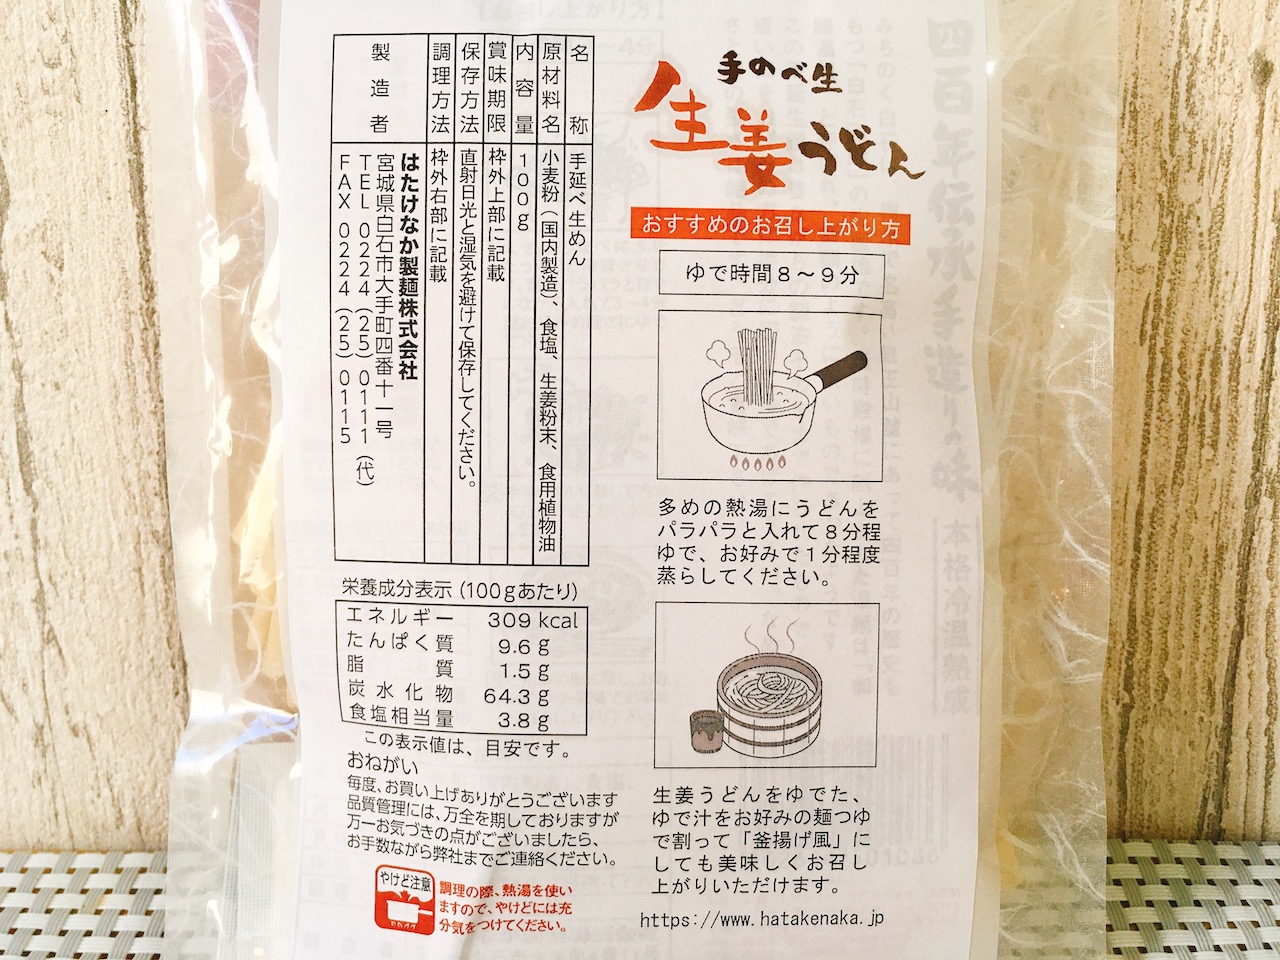 手のべ生
生姜うどん
おすすめのお召し上がり方
ゆで時間8～9分
多めの熱湯にうどんを
パラパラと入れて8分程
ゆで、お好みで1分程度
蒸らしてください。
生姜うどんをゆでた、
ゆで汁をお好みの麺つゆ
で割って「釜揚げ風」に
しても美味しくお召し
上がりいただけます。
https://www.hatakenaka.jp
名称 手延べ生めん
原材料名 小麦粉（国内製造）、食塩、生姜粉末、食用植物油
内容量 100g
賞味期限 枠外上部に記載
保存方法 直射日光と湿気を避けて保存してください。
調理方法 枠外右部に記載
製造者 はたけなか製麺株式会社
宮城県白石市大手町四番十一号
TEL 0224（25）0111（代）
FAX 0224（25）0115
栄養成分表示（100gあたり）
エネルギー 309 kcal
たんぱく質 9.6 g
脂質 1.5 g
炭水化物 64.3 g
食塩相当量 3.8 g
この表示値は、目安です。
おねがい
毎度、お買い上げありがとうございます
品質管理には、万全を期しておりますが
万一お気づきの点がございましたら、
お手数ながら弊社までご連絡ください。
やけど注意
調理の際、熱湯を使い
ますので、やけどには充
分気をつけてください。
四百年伝承手造りの味